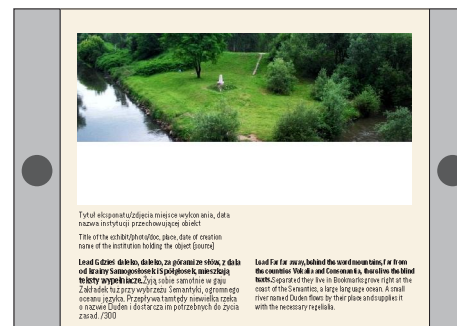 Tytuł eksponatu/zdjęcia miejsce wykonania, data
nazwa instytucji przechowującej obiekt
Title of the exhibit/photo/doc, place, date of creation
name of the institution holding the object [source]
Lead Gdzieś daleko, daleko, za górami ze słów, z dala
od krainy Samogłosek i Spółgłosek, mieszkają
teksty wypełniacze. Żyją sobie samotnie w gaju
Zakładek tuż przy wybrzeżu Semantyki, ogromnego
oceanu języka. Przepływa tamtędy niewielka rzeka
o nazwie Duden i dostarcza im potrzebnych do życia
zasad. /300
Lead Far far away, behind the word mountains, far from
the countries Vokalia and Consonantia, there live the blind
texts. Separated they live in Bookmarksgrove right at the
coast of the Semantics, a large language ocean. A small
river named Duden flows by their place and supplies it
with the necessary regelialia.